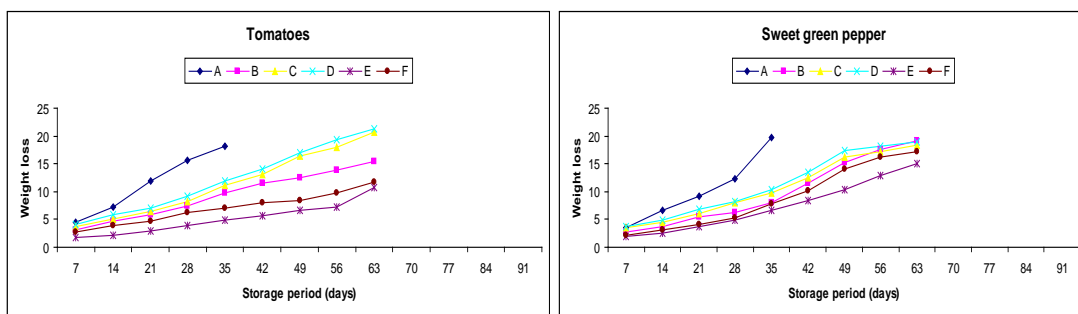 Tomatoes
A B C D E F
Weight loss
25
20
15
10
5
0
7 14 21 28 35 42 49 56 63 70 77 84 91
Storage period (days)
Sweet green pepper
A B C D E F
Weight loss
25
20
15
10
5
0
7 14 21 28 35 42 49 56 63 70 77 84 91
Storage period (days)